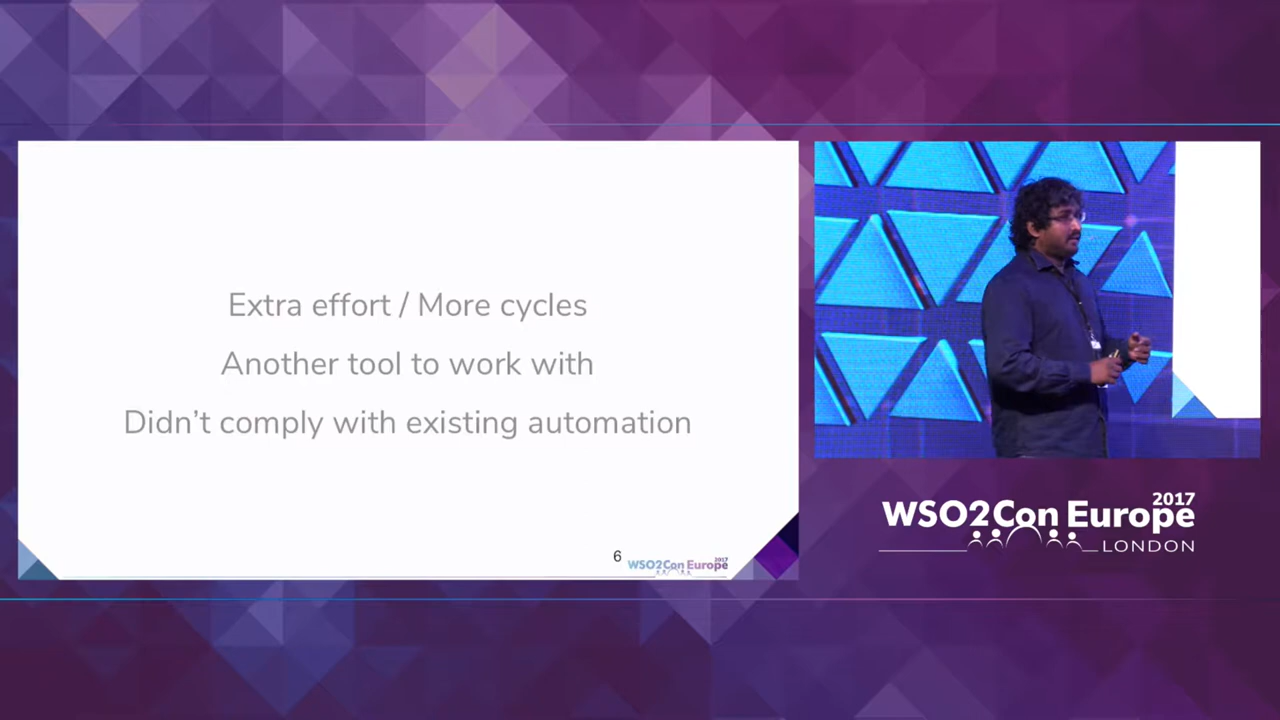 Extra effort / More cycles
Another tool to work with
Didn’t comply with existing automation
6
WSO2Con Europe 2017
WSO2Con Europe 2017
LONDON